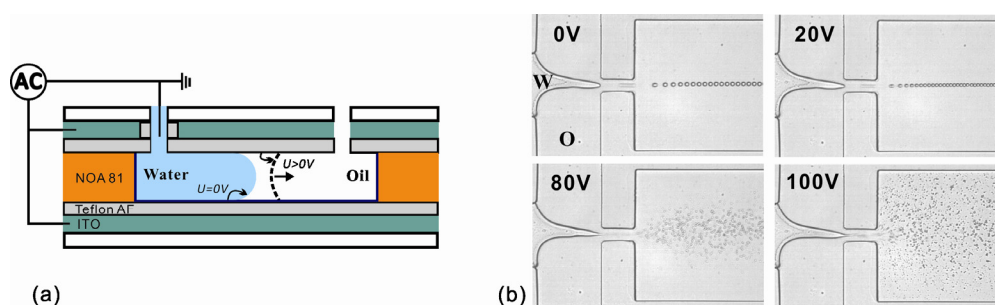 AC
NOA 81
Water
U=0V
U>0V
Oil
Teflon AF
ITO
(a)
(b)
0V
W
O
20V
80V
100V